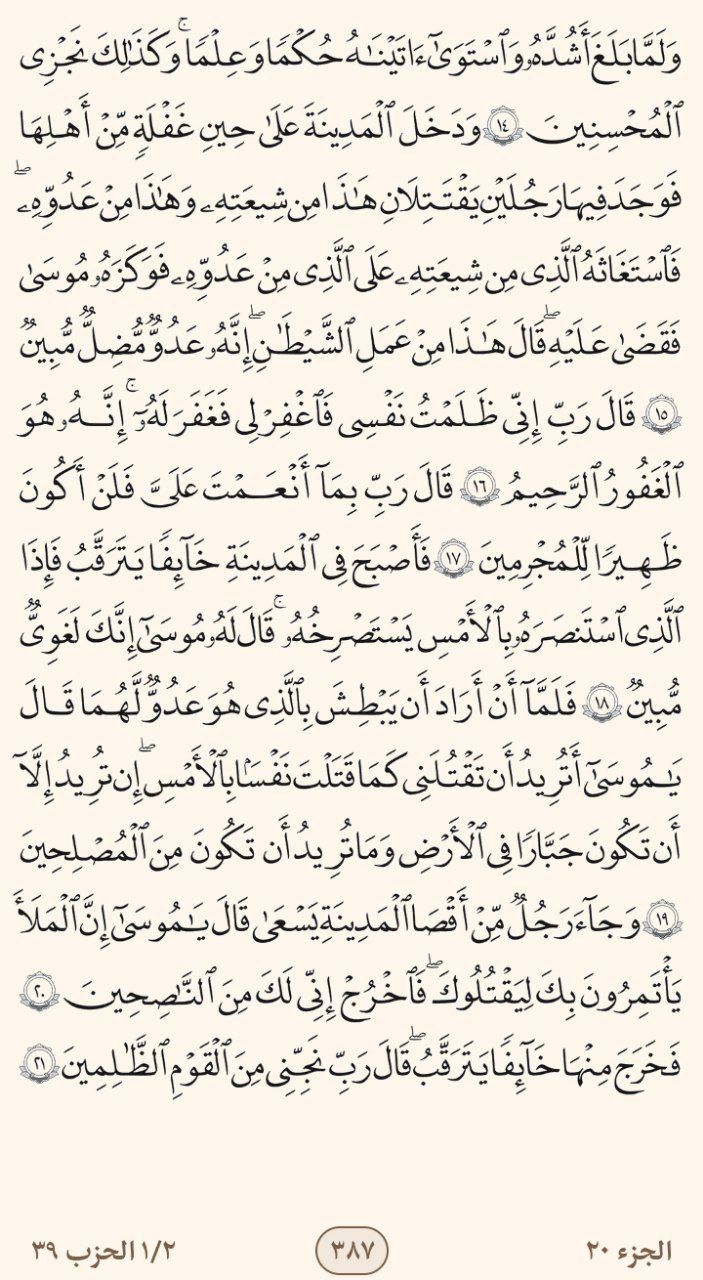 وَلَمَّا بَلَغَ أَشُدَّهُۥ وَٱسْتَوَىٰٓ ءَاتَيْنَـٰهُ حُكْمًا وَعِلْمًا ۚ وَكَذَٰلِكَ نَجْزِى
ٱلْمُحْسِنِينَ ١٤ وَدَخَلَ ٱلْمَدِينَةَ عَلَىٰ حِينِ غَفْلَةٍ مِّنْ أَهْلِهَا
فَوَجَدَ فِيهَا رَجُلَيْنِ يَقْتَتِلَانِ هَـٰذَا مِن شِيعَتِهِۦ وَهَـٰذَا مِنْ عَدُوِّهِۦ ۖ
فَٱسْتَغَـٰثَهُ ٱلَّذِى مِن شِيعَتِهِۦ عَلَى ٱلَّذِى مِنْ عَدُوِّهِۦ فَوَكَزَهُۥ مُوسَىٰ
فَقَضَىٰ عَلَيْهِ ۖ قَالَ هَـٰذَا مِنْ عَمَلِ ٱلشَّيْطَـٰنِ ۖ إِنَّهُۥ عَدُوٌّ مُّضِلٌّ مُّبِينٌ
١٥ قَالَ رَبِّ إِنِّى ظَلَمْتُ نَفْسِى فَٱغْفِرْ لِى فَغَفَرَ لَهُۥٓ ۚ إِنَّهُۥ هُوَ
ٱلْغَفُورُ ٱلرَّحِيمُ ١٦ قَالَ رَبِّ بِمَآ أَنْعَمْتَ عَلَىَّ فَلَنْ أَكُونَ
ظَهِيرًا لِّلْمُجْرِمِينَ ١٧ فَأَصْبَحَ فِى ٱلْمَدِينَةِ خَآئِفًا يَتَرَقَّبُ فَإِذَا
ٱلَّذِى ٱسْتَنصَرَهُۥ بِٱلْأَمْسِ يَسْتَصْرِخُهُۥ ۚ قَالَ لَهُۥ مُوسَىٰٓ إِنَّكَ لَغَوِىٌّ
مُّبِينٌ ١٨ فَلَمَّآ أَنْ أَرَادَ أَن يَبْطِشَ بِٱلَّذِى هُوَ عَدُوٌّ لَّهُمَا قَالَ
يَـٰمُوسَىٰٓ أَتُرِيدُ أَن تَقْتُلَنِى كَمَا قَتَلْتَ نَفْسًۢا بِٱلْأَمْسِ ۖ إِن تُرِيدُ إِلَّآ
أَن تَكُونَ جَبَّارًا فِى ٱلْأَرْضِ وَمَا تُرِيدُ أَن تَكُونَ مِنَ ٱلْمُصْلِحِينَ
١٩ وَجَآءَ رَجُلٌ مِّنْ أَقْصَا ٱلْمَدِينَةِ يَسْعَىٰ قَالَ يَـٰمُوسَىٰٓ إِنَّ ٱلْمَلَأَ
يَأْتَمِرُونَ بِكَ لِيَقْتُلُوكَ ۖ فَٱخْرُجْ إِنِّى لَكَ مِنَ ٱلنَّـٰصِحِينَ ٢٠
فَخَرَجَ مِنْهَا خَآئِفًا يَتَرَقَّبُ ۖ قَالَ رَبِّ نَجِّنِى مِنَ ٱلْقَوْمِ ٱلظَّـٰلِمِينَ ٢١
الجزء ٢٠ ٣٨٧ ١/٢ الحزب ٣٩